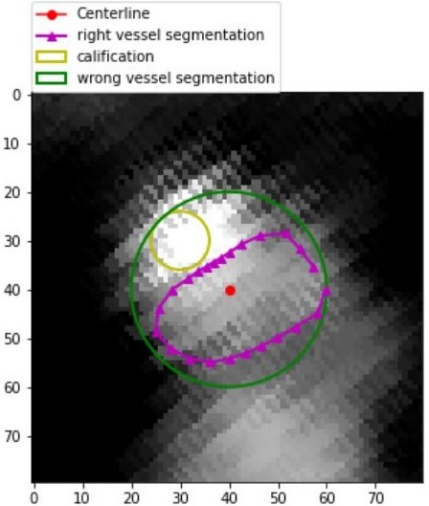 Centerline
right vessel segmentation
calification
wrong vessel segmentation
0
10
20
30
40
50
60
70
0 10 20 30 40 50 60 70